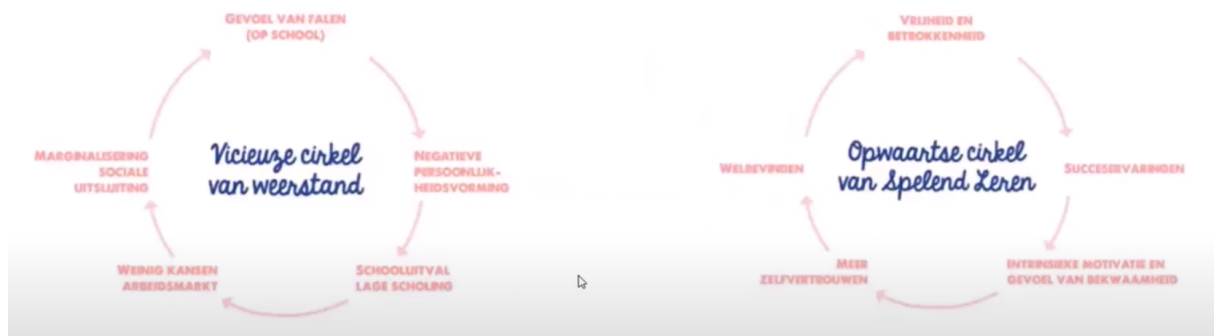 GEVOEL VAN FALEN
(OP SCHOOL)
NEGATIEVE
PERSOONLIJK-
HEIDSVORMING
SCHOOLUITVAL
LAGE SCHOLING
WEINIG KANSEN
ARBEIDSMARKT
MARGINALISERING
SOCIALE
UITSLUITING
Vicieuze cirkel
van weerstand
VRIJHEID EN
BETROKKENHEID
SUCCESERVARINGEN
INTRINSIEKE MOTIVATIE EN
GEVOEL VAN BEKWAAMHEID
MEER
ZELFVERTROUWEN
WELBEVINDEN
Opwaartse cirkel
van Spelend Leren